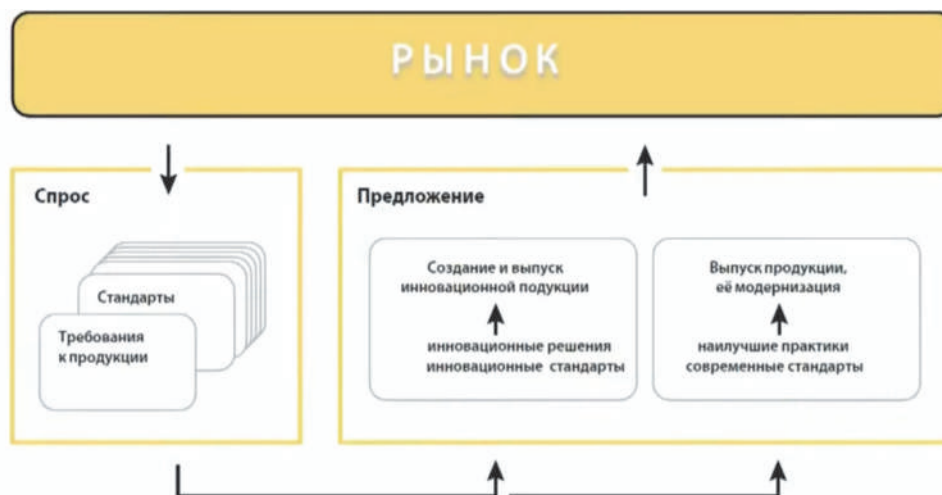 РЫНОК
Спрос
Стандарты
Требования
к продукции
Предложение
Создание и выпуск
инновационной подукции
инновационные решения
инновационные стандарты
Выпуск продукции,
её модернизация
наилучшие практики
современные стандарты